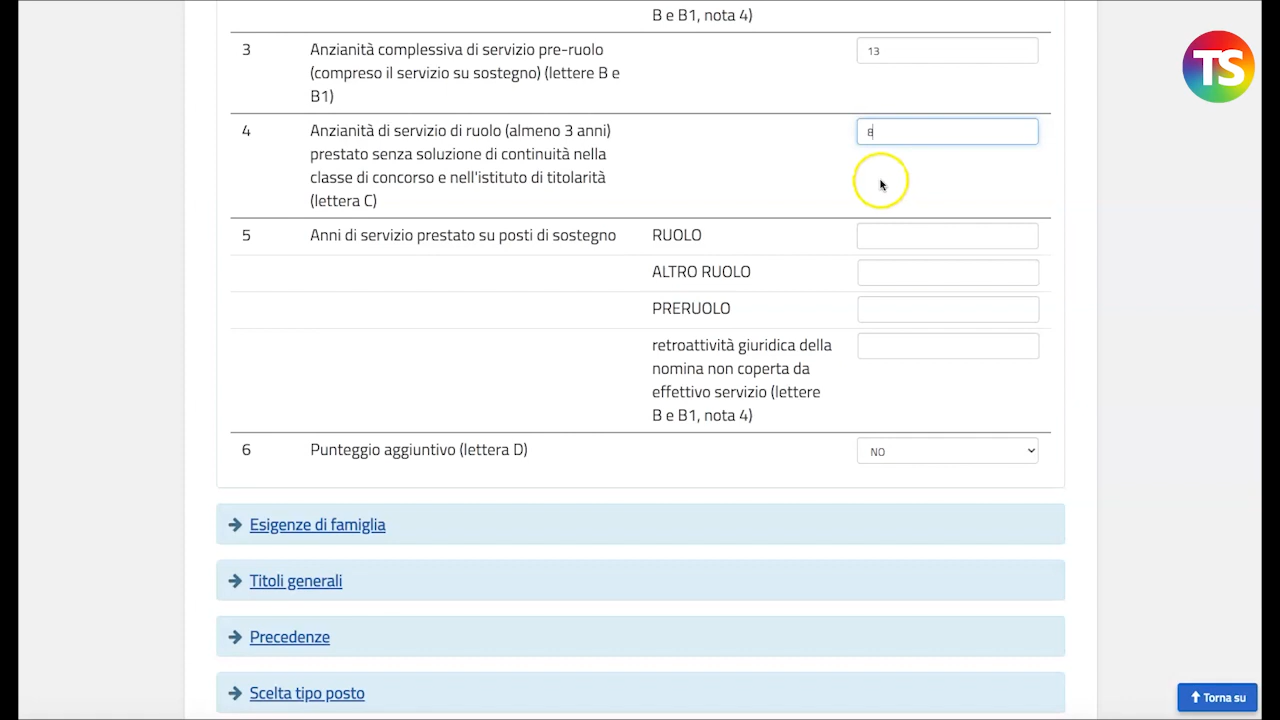 B e B1, nota 4)
3 Anzianità complessiva di servizio pre-ruolo 13
(compreso il servizio su sostegno) (lettere B e
B1)
4 Anzianità di servizio di ruolo (almeno 3 anni)
prestato senza soluzione di continuità nella
classe di concorso e nell'istituto di titolarità
(lettera C)
5 Anni di servizio prestato su posti di sostegno RUOLO
ALTRO RUOLO
PRERUOLO
retroattività giuridica della
nomina non coperta da
effettivo servizio (lettere
B e B1, nota 4)
6 Punteggio aggiuntivo (lettera D) NO
Esigenze di famiglia
Titoli generali
Precedenze
Scelta tipo posto
Torna su
TS